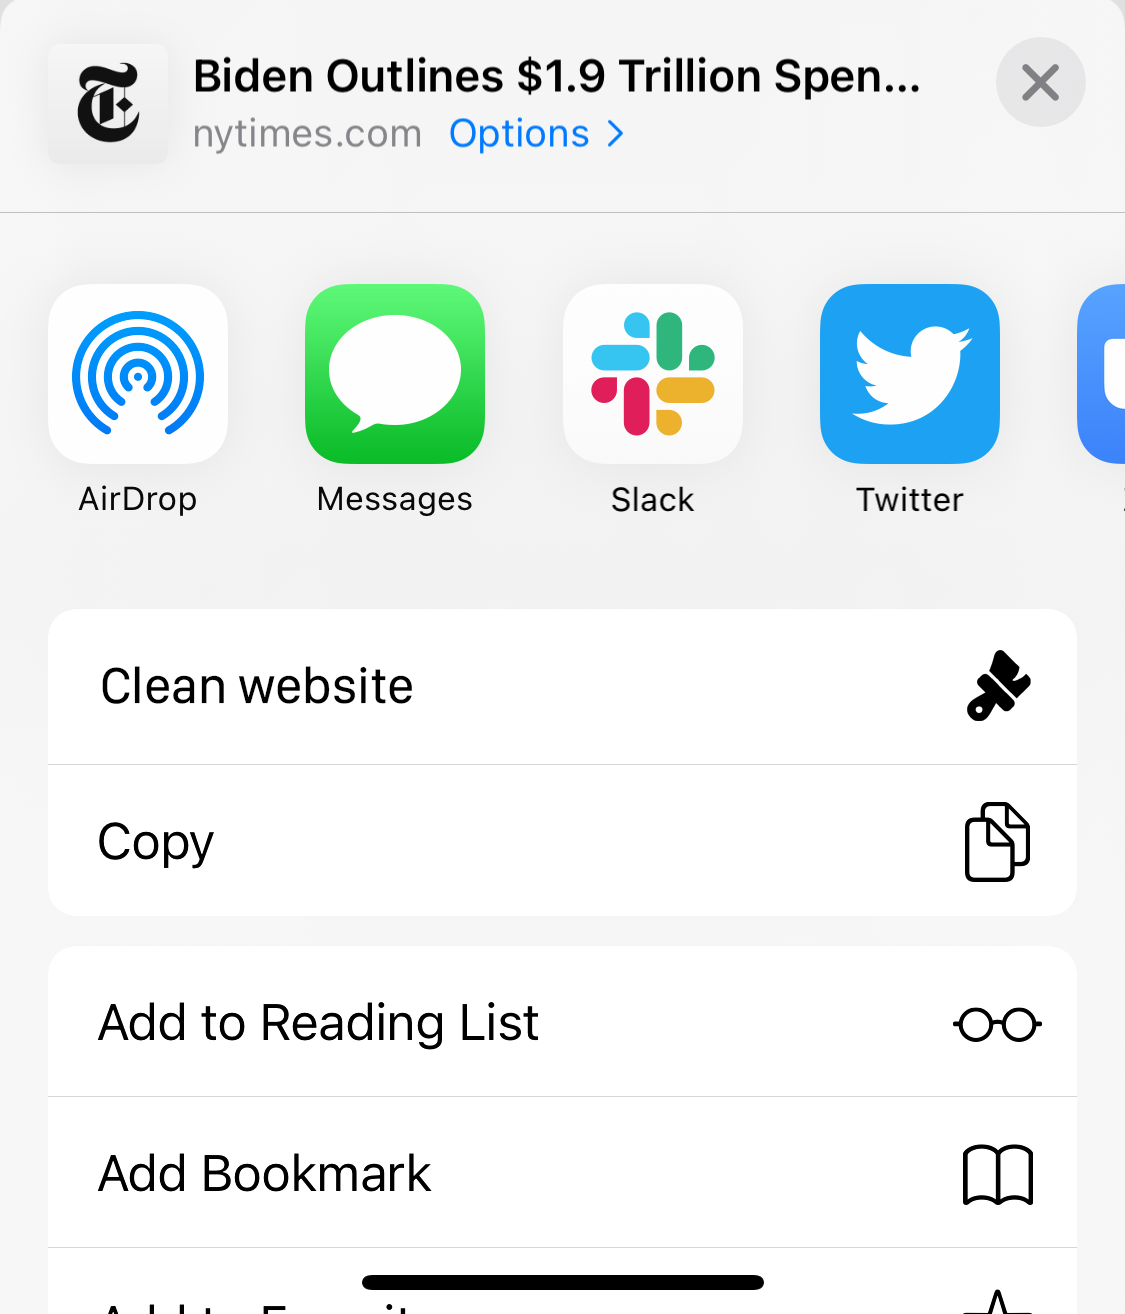 Biden Outlines $1.9 Trillion Spen...
nytimes.com Options >
AirDrop
Messages
Slack
Twitter
Clean website
Copy
Add to Reading List
Add Bookmark